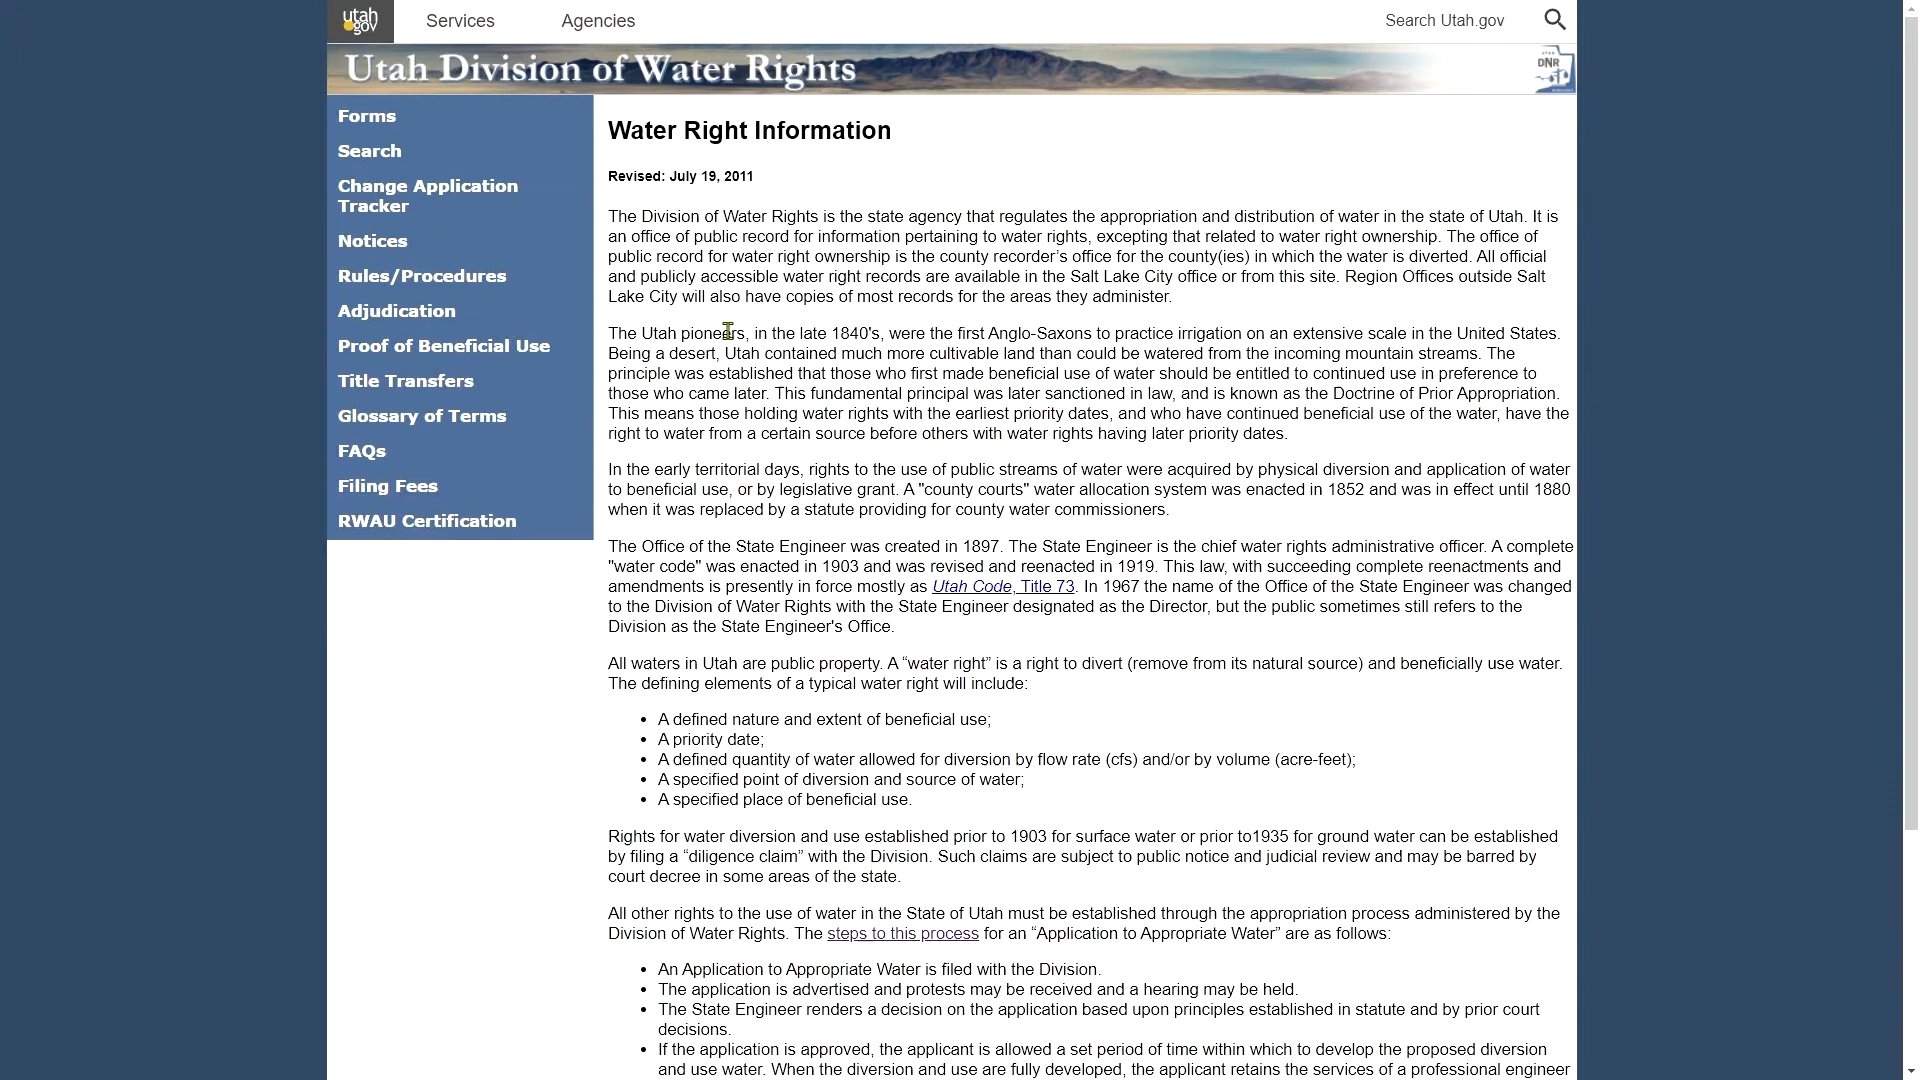 utah
gov
Services
Agencies
Search Utah.gov
Utah Division of Water Rights
DNR
Forms
Search
Change Application
Tracker
Notices
Rules/Procedures
Adjudication
Proof of Beneficial Use
Title Transfers
Glossary of Terms
FAQs
Filing Fees
RWAU Certification
Water Right Information
Revised: July 19, 2011
The Division of Water Rights is the state agency that regulates the appropriation and distribution of water in the state of Utah. It is
an office of public record for information pertaining to water rights, excepting that related to water right ownership. The office of
public record for water right ownership is the county recorder’s office for the county(ies) in which the water is diverted. All official
and publicly accessible water right records are available in the Salt Lake City office or from this site. Region Offices outside Salt
Lake City will also have copies of most records for the areas they administer.
The Utah pioneers, in the late 1840's, were the first Anglo-Saxons to practice irrigation on an extensive scale in the United States.
Being a desert, Utah contained much more cultivable land than could be watered from the incoming mountain streams. The
principle was established that those who first made beneficial use of water should be entitled to continued use in preference to
those who came later. This fundamental principal was later sanctioned in law, and is known as the Doctrine of Prior Appropriation.
This means those holding water rights with the earliest priority dates, and who have continued beneficial use of the water, have the
right to water from a certain source before others with water rights having later priority dates.
In the early territorial days, rights to the use of public streams of water were acquired by physical diversion and application of water
to beneficial use, or by legislative grant. A "county courts" water allocation system was enacted in 1852 and was in effect until 1880
when it was replaced by a statute providing for county water commissioners.
The Office of the State Engineer was created in 1897. The State Engineer is the chief water rights administrative officer. A complete
"water code" was enacted in 1903 and was revised and reenacted in 1919. This law, with succeeding complete reenactments and
amendments is presently in force mostly as Utah Code, Title 73. In 1967 the name of the Office of the State Engineer was changed
to the Division of Water Rights with the State Engineer designated as the Director, but the public sometimes still refers to the
Division as the State Engineer's Office.
All waters in Utah are public property. A “water right” is a right to divert (remove from its natural source) and beneficially use water.
The defining elements of a typical water right will include:
• A defined nature and extent of beneficial use;
• A priority date;
• A defined quantity of water allowed for diversion by flow rate (cfs) and/or by volume (acre-feet);
• A specified point of diversion and source of water;
• A specified place of beneficial use.
Rights for water diversion and use established prior to 1903 for surface water or prior to1935 for ground water can be established
by filing a “diligence claim” with the Division. Such claims are subject to public notice and judicial review and may be barred by
court decree in some areas of the state.
All other rights to the use of water in the State of Utah must be established through the appropriation process administered by the
Division of Water Rights. The steps to this process for an “Application to Appropriate Water” are as follows:
• An Application to Appropriate Water is filed with the Division.
• The application is advertised and protests may be received and a hearing may be held.
• The State Engineer renders a decision on the application based upon principles established in statute and by prior court
decisions.
• If the application is approved, the applicant is allowed a set period of time within which to develop the proposed diversion
and use water. When the diversion and use are fully developed, the applicant retains the services of a professional engineer